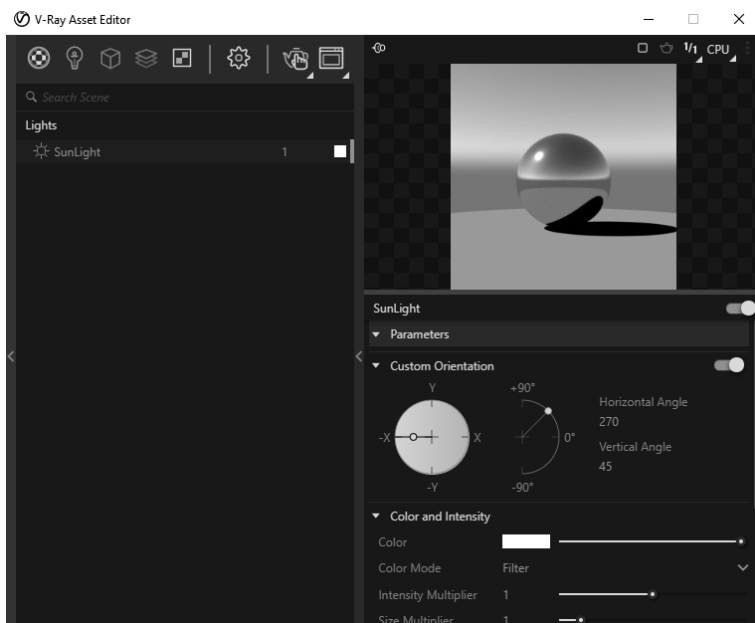 V-Ray Asset Editor
1/1 CPU
Search Scene
Lights
SunLight 1
SunLight
Parameters
Custom Orientation
Y
-X
X
-Y
+90°
0°
-90°
Horizontal Angle
270
Vertical Angle
45
Color and Intensity
Color
Color Mode Filter
Intensity Multiplier 1
Size Multiplier 1